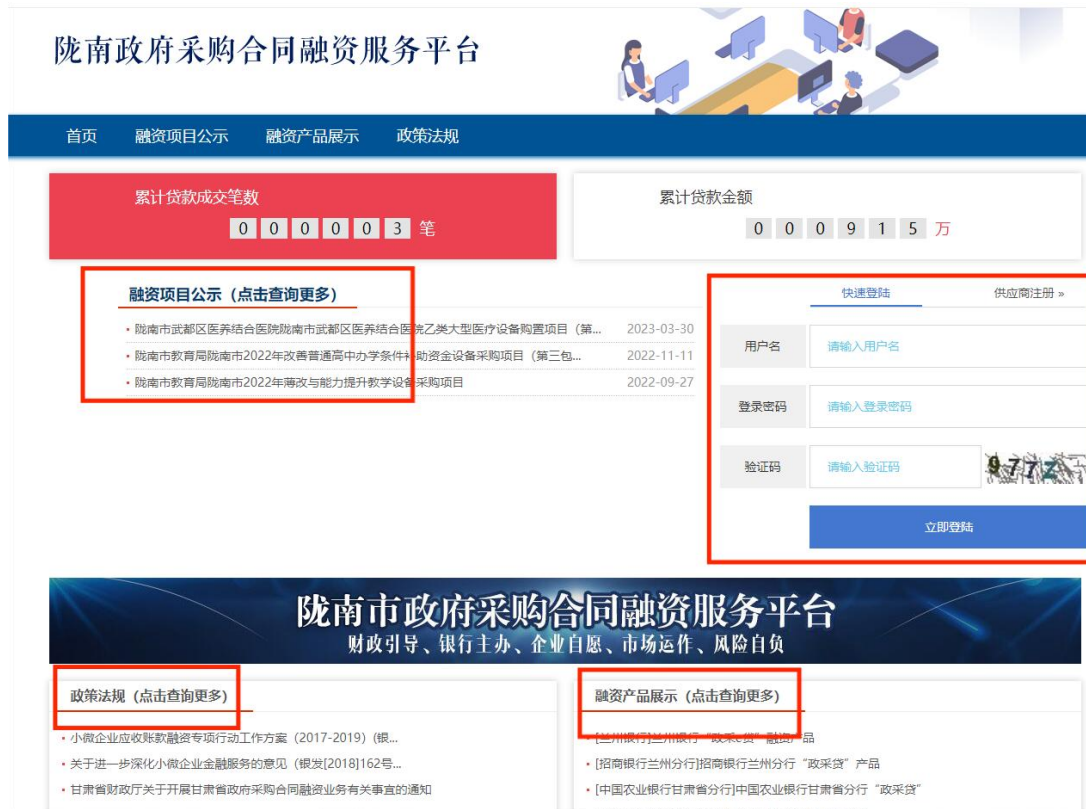 陇南政府采购合同融资服务平台
首页 融资项目公示 融资产品展示 政策法规
累计贷款成交笔数
0 0 0 0 0 3 笔
累计贷款金额
0 0 0 9 1 5 万
融资项目公示（点击查询更多）
• 陇南市武都区医养结合医院陇南市武都区医养结合医院乙类大型医疗设备购置项目（第... 2023-03-30
• 陇南市教育局陇南市2022年改善普通高中办学条件补助资金设备采购项目（第三包... 2022-11-11
• 陇南市教育局陇南市2022年薄改与能力提升教学设备采购项目 2022-09-27
快速登陆 供应商注册 »
用户名 请输入用户名
登录密码 请输入登录密码
验证码 请输入验证码 977Z
立即登陆
陇南市政府采购合同融资服务平台
财政引导、银行主办、企业自愿、市场运作、风险自负
政策法规（点击查询更多）
• 小微企业应收账款融资专项行动工作方案（2017-2019）(银...
• 关于进一步深化小微企业金融服务的意见（银发[2018]162号...
• 甘肃省财政厅关于开展甘肃省政府采购合同融资业务有关事宜的通知
融资产品展示（点击查询更多）
• [兰州银行]兰州银行“政采e贷”融资产品
• [招商银行兰州分行]招商银行兰州分行“政采贷”产品
• [中国农业银行甘肃省分行]中国农业银行甘肃省分行“政采贷”